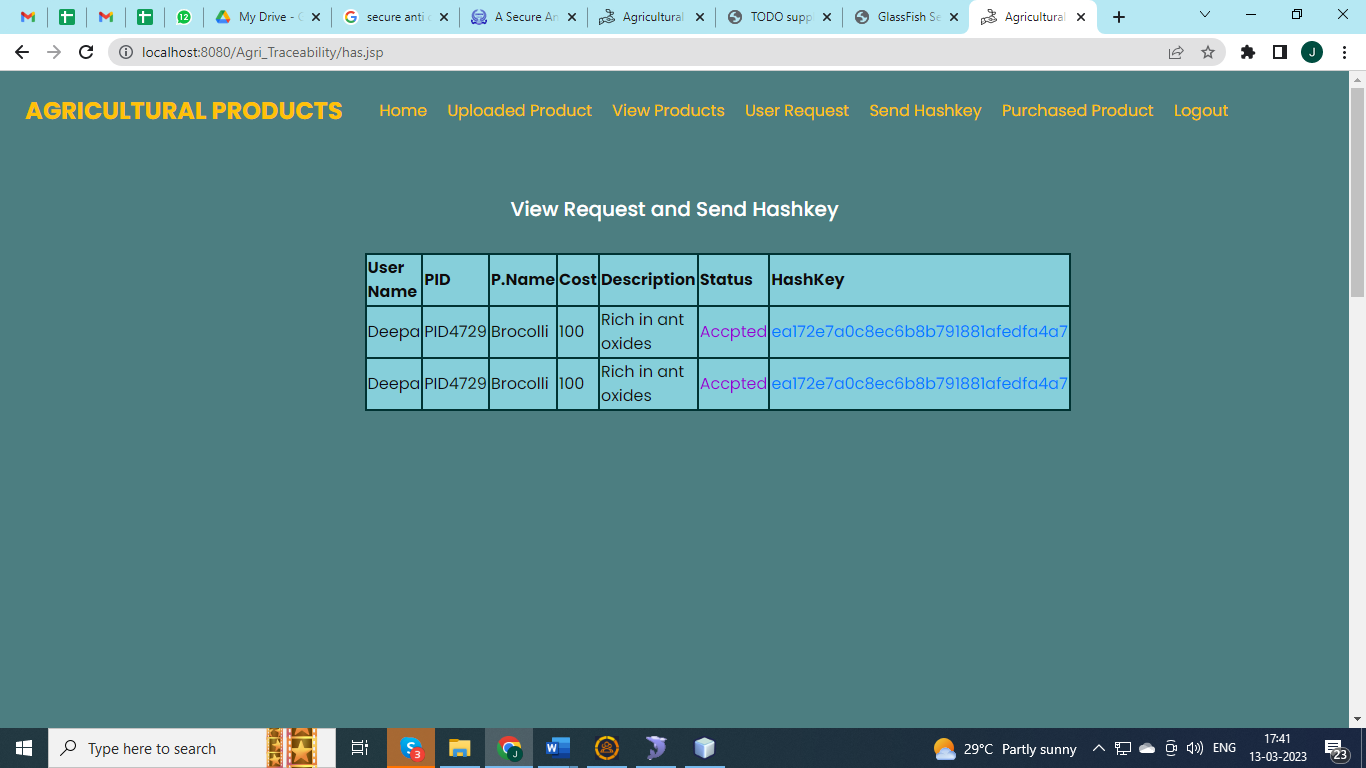 My Drive - G
secure anti c
A Secure An
Agricultural
TODO supp
GlassFish Se
Agricultural
localhost:8080/Agri_Traceability/has.jsp
J
AGRICULTURAL PRODUCTS Home Uploaded Product View Products User Request Send Hashkey Purchased Product Logout
View Request and Send Hashkey
User Name PID P.Name Cost Description Status HashKey
Deepa PID4729 Brocolli 100 Rich in ant oxides Accpted ea172e7a0c8ec6b8b791881afedfa4a7
Deepa PID4729 Brocolli 100 Rich in ant oxides Accpted ea172e7a0c8ec6b8b791881afedfa4a7
Type here to search
3
29°C Partly sunny
ENG
17:41
13-03-2023
23